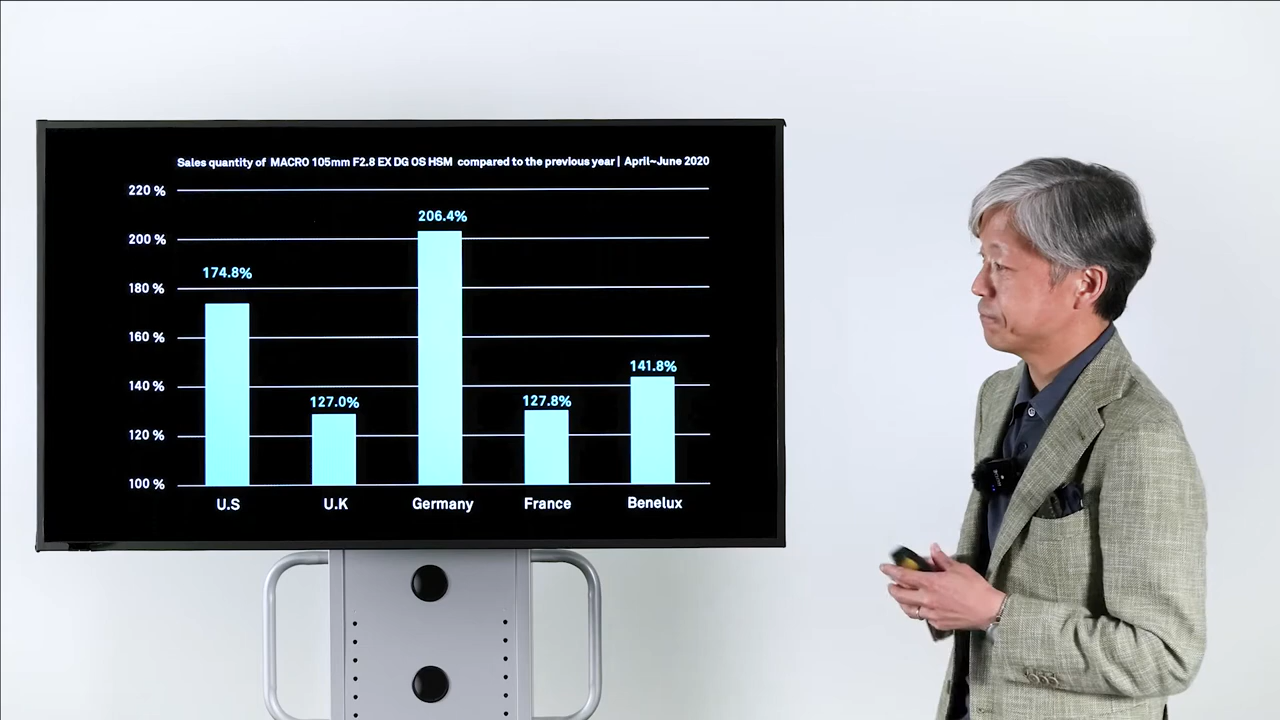 Sales quantity of MACRO 105mm F2.8 EX DG OS HSM compared to the previous year | April~June 2020
220 %
200 %
180 %
160 %
140 %
120 %
100 %
174.8%
127.0%
206.4%
127.8%
141.8%
U.S
U.K
Germany
France
Benelux